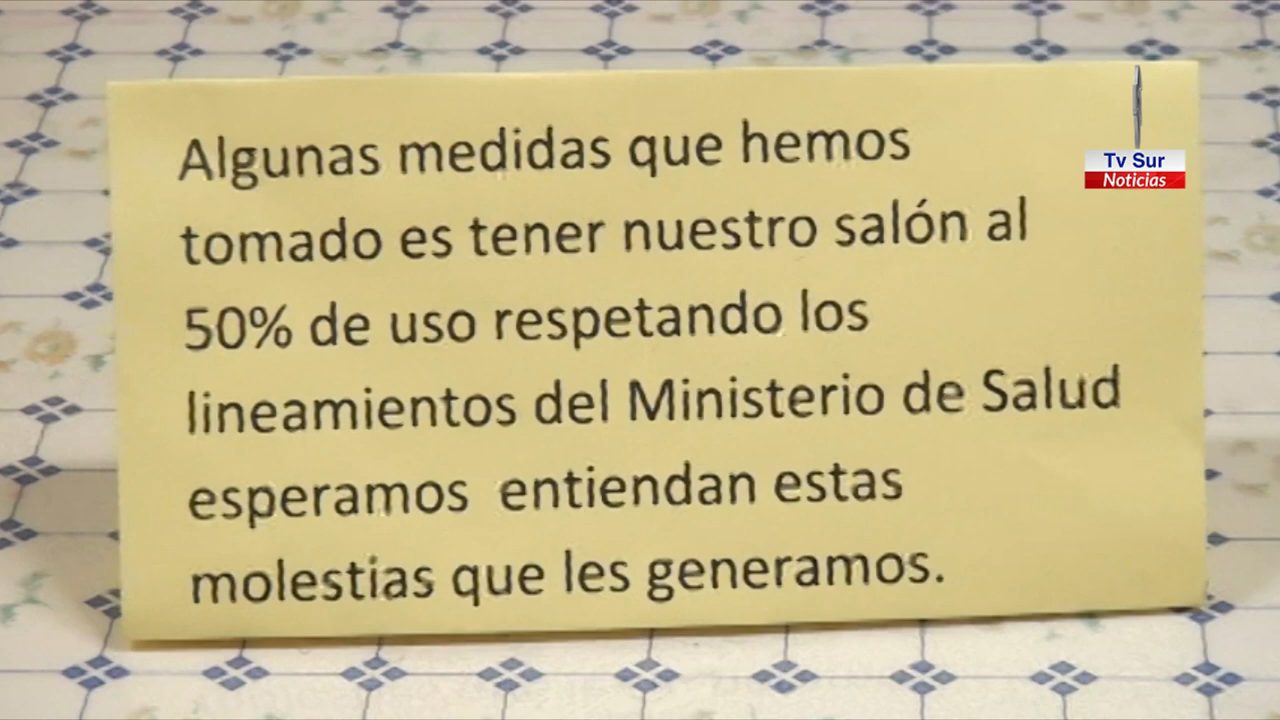 Algunas medidas que hemos
tomado es tener nuestro salón al
50% de uso respetando los
lineamientos del Ministerio de Salud
esperamos entiendan estas
molestias que les generamos.
Tv Sur
Noticias